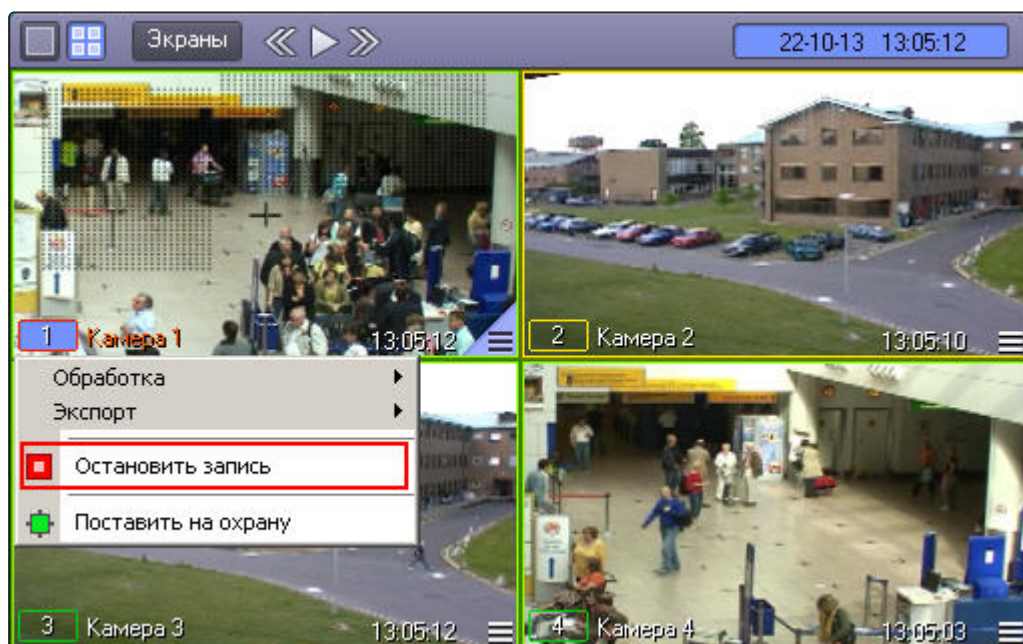 Экраны
22-10-13 13:05:12
1 Камера 1 13:05:12
2 Камера 2 13:05:10
Обработка
Экспорт
Остановить запись
Поставить на охрану
3 Камера 3 13:05:12
4 Камера 4 13:05:03